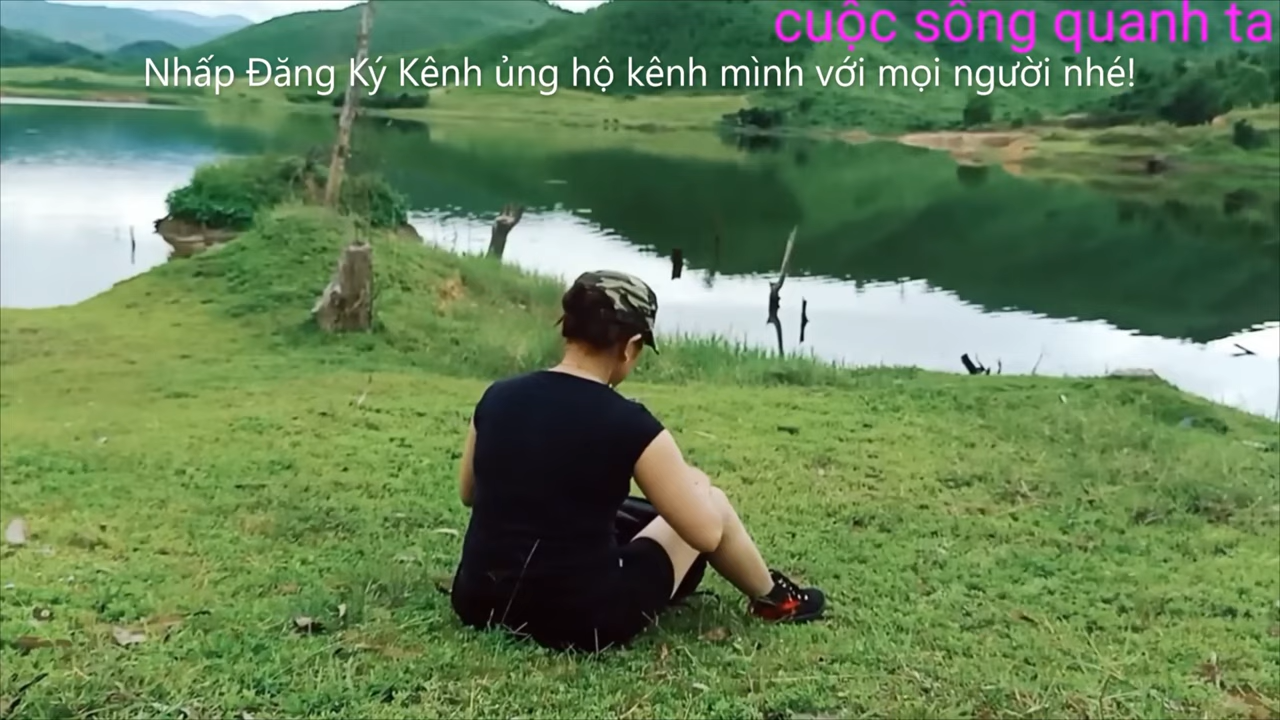 cuộc sống quanh ta
Nhấp Đăng Ký Kênh ủng hộ kênh mình với mọi người nhé!